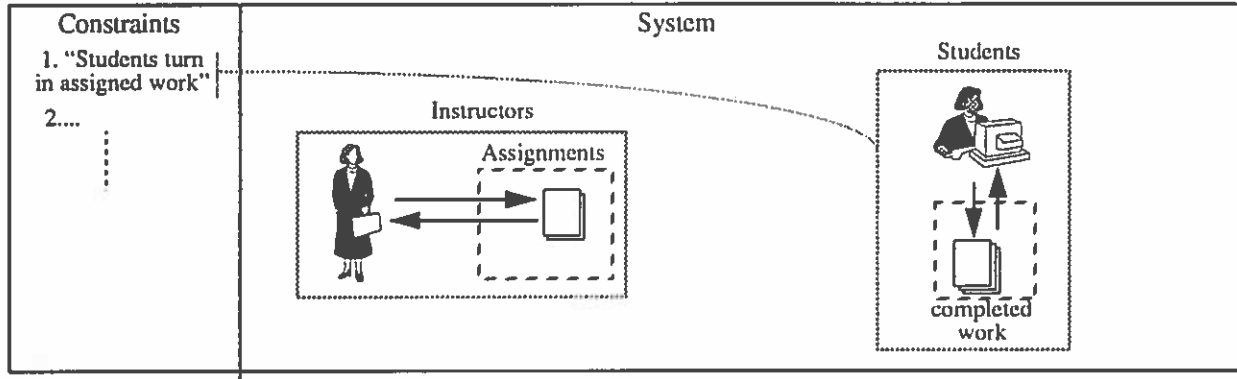 Constraints
1. “Students turn
in assigned work”
2....
System
Instructors
Assignments
Students
completed
work